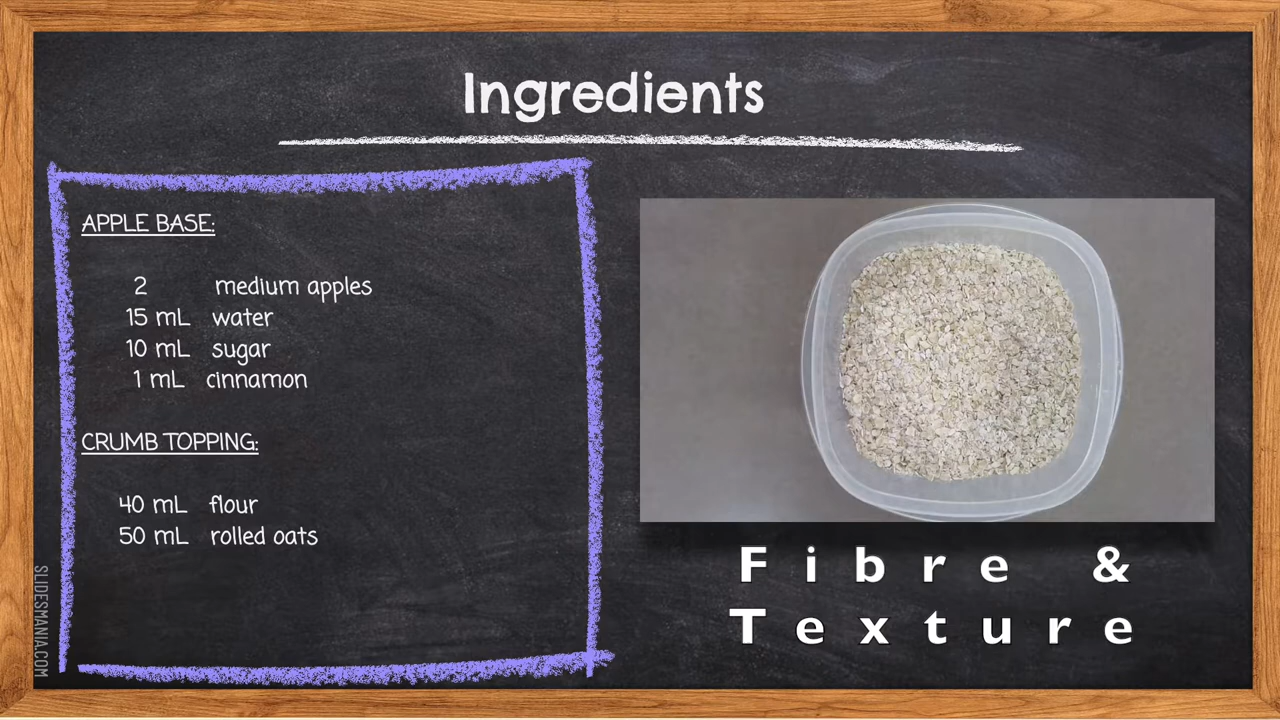 Ingredients
APPLE BASE:
2 medium apples
15 mL water
10 mL sugar
1 mL cinnamon
CRUMB TOPPING:
40 mL flour
50 mL rolled oats
Fibre &
Texture
SLIDESMANIA.COM